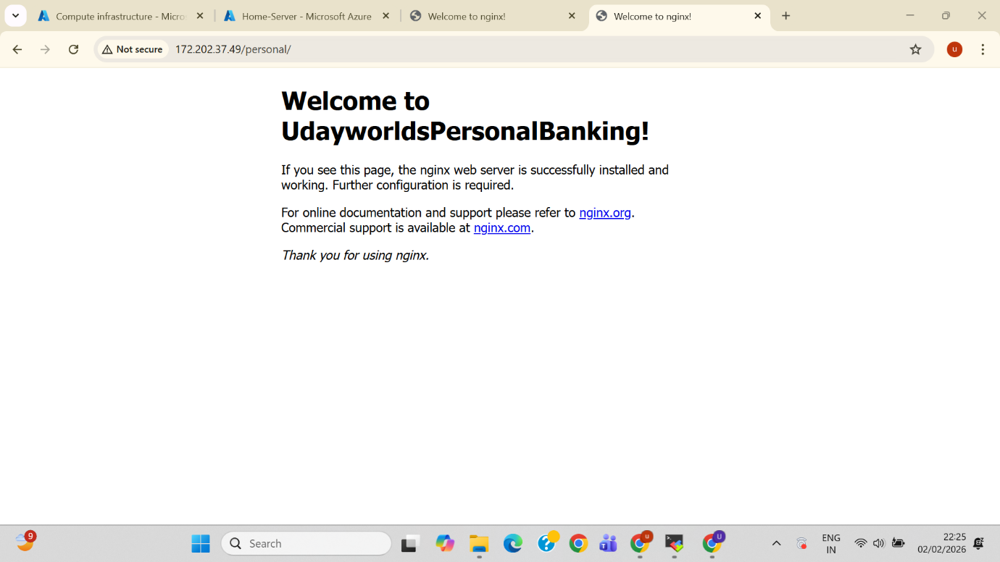 Compute infrastructure - Micros
Home-Server - Microsoft Azure
Welcome to nginx!
Welcome to nginx!
Not secure
172.202.37.49/personal/
u
Welcome to
UdayworldsPersonalBanking!
If you see this page, the nginx web server is successfully installed and
working. Further configuration is required.
For online documentation and support please refer to nginx.org.
Commercial support is available at nginx.com.
Thank you for using nginx.
9
Search
u
U
ENG
IN
22:25
02/02/2026